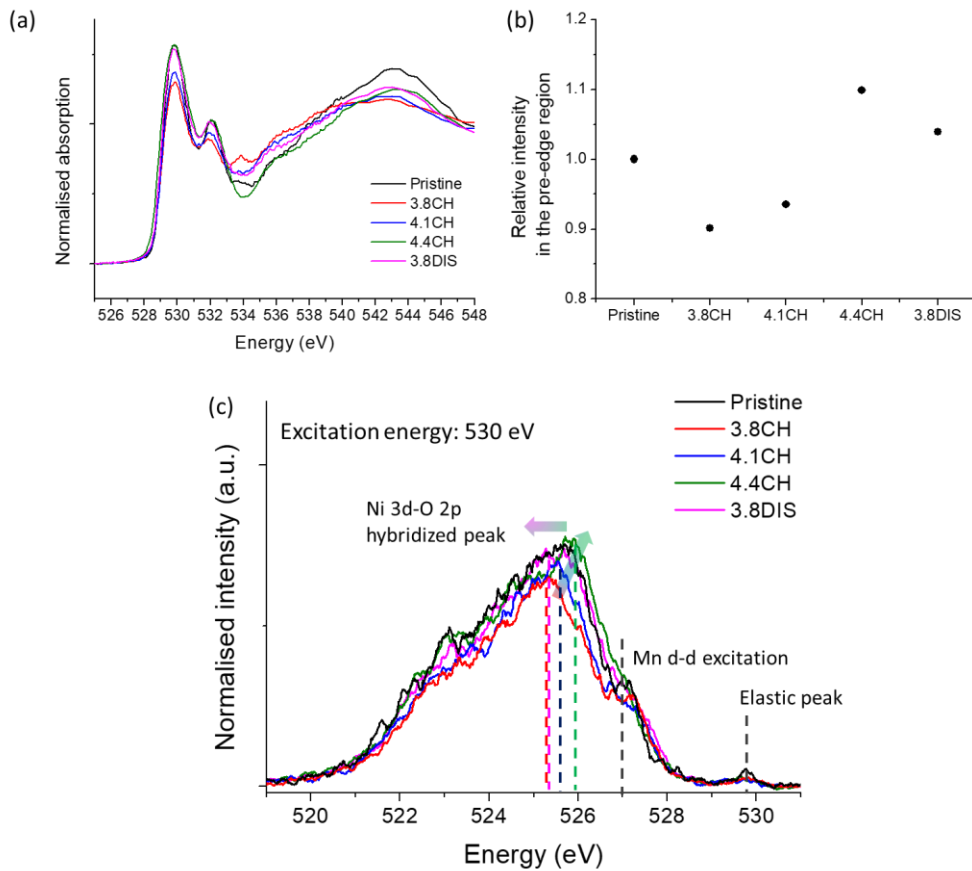 (a)
Normalised absorption
Pristine
3.8CH
4.1CH
4.4CH
3.8DIS
526 528 530 532 534 536 538 540 542 544 546 548
Energy (eV)
(b)
Relative intensity
in the pre-edge region
1.2
1.1
1.0
0.9
0.8
Pristine 3.8CH 4.1CH 4.4CH 3.8DIS
(c)
Excitation energy: 530 eV
Pristine
3.8CH
4.1CH
4.4CH
3.8DIS
Ni 3d-O 2p
hybridized peak
Mn d-d excitation
Elastic peak
Normalised intensity (a.u.)
520 522 524 526 528 530
Energy (eV)